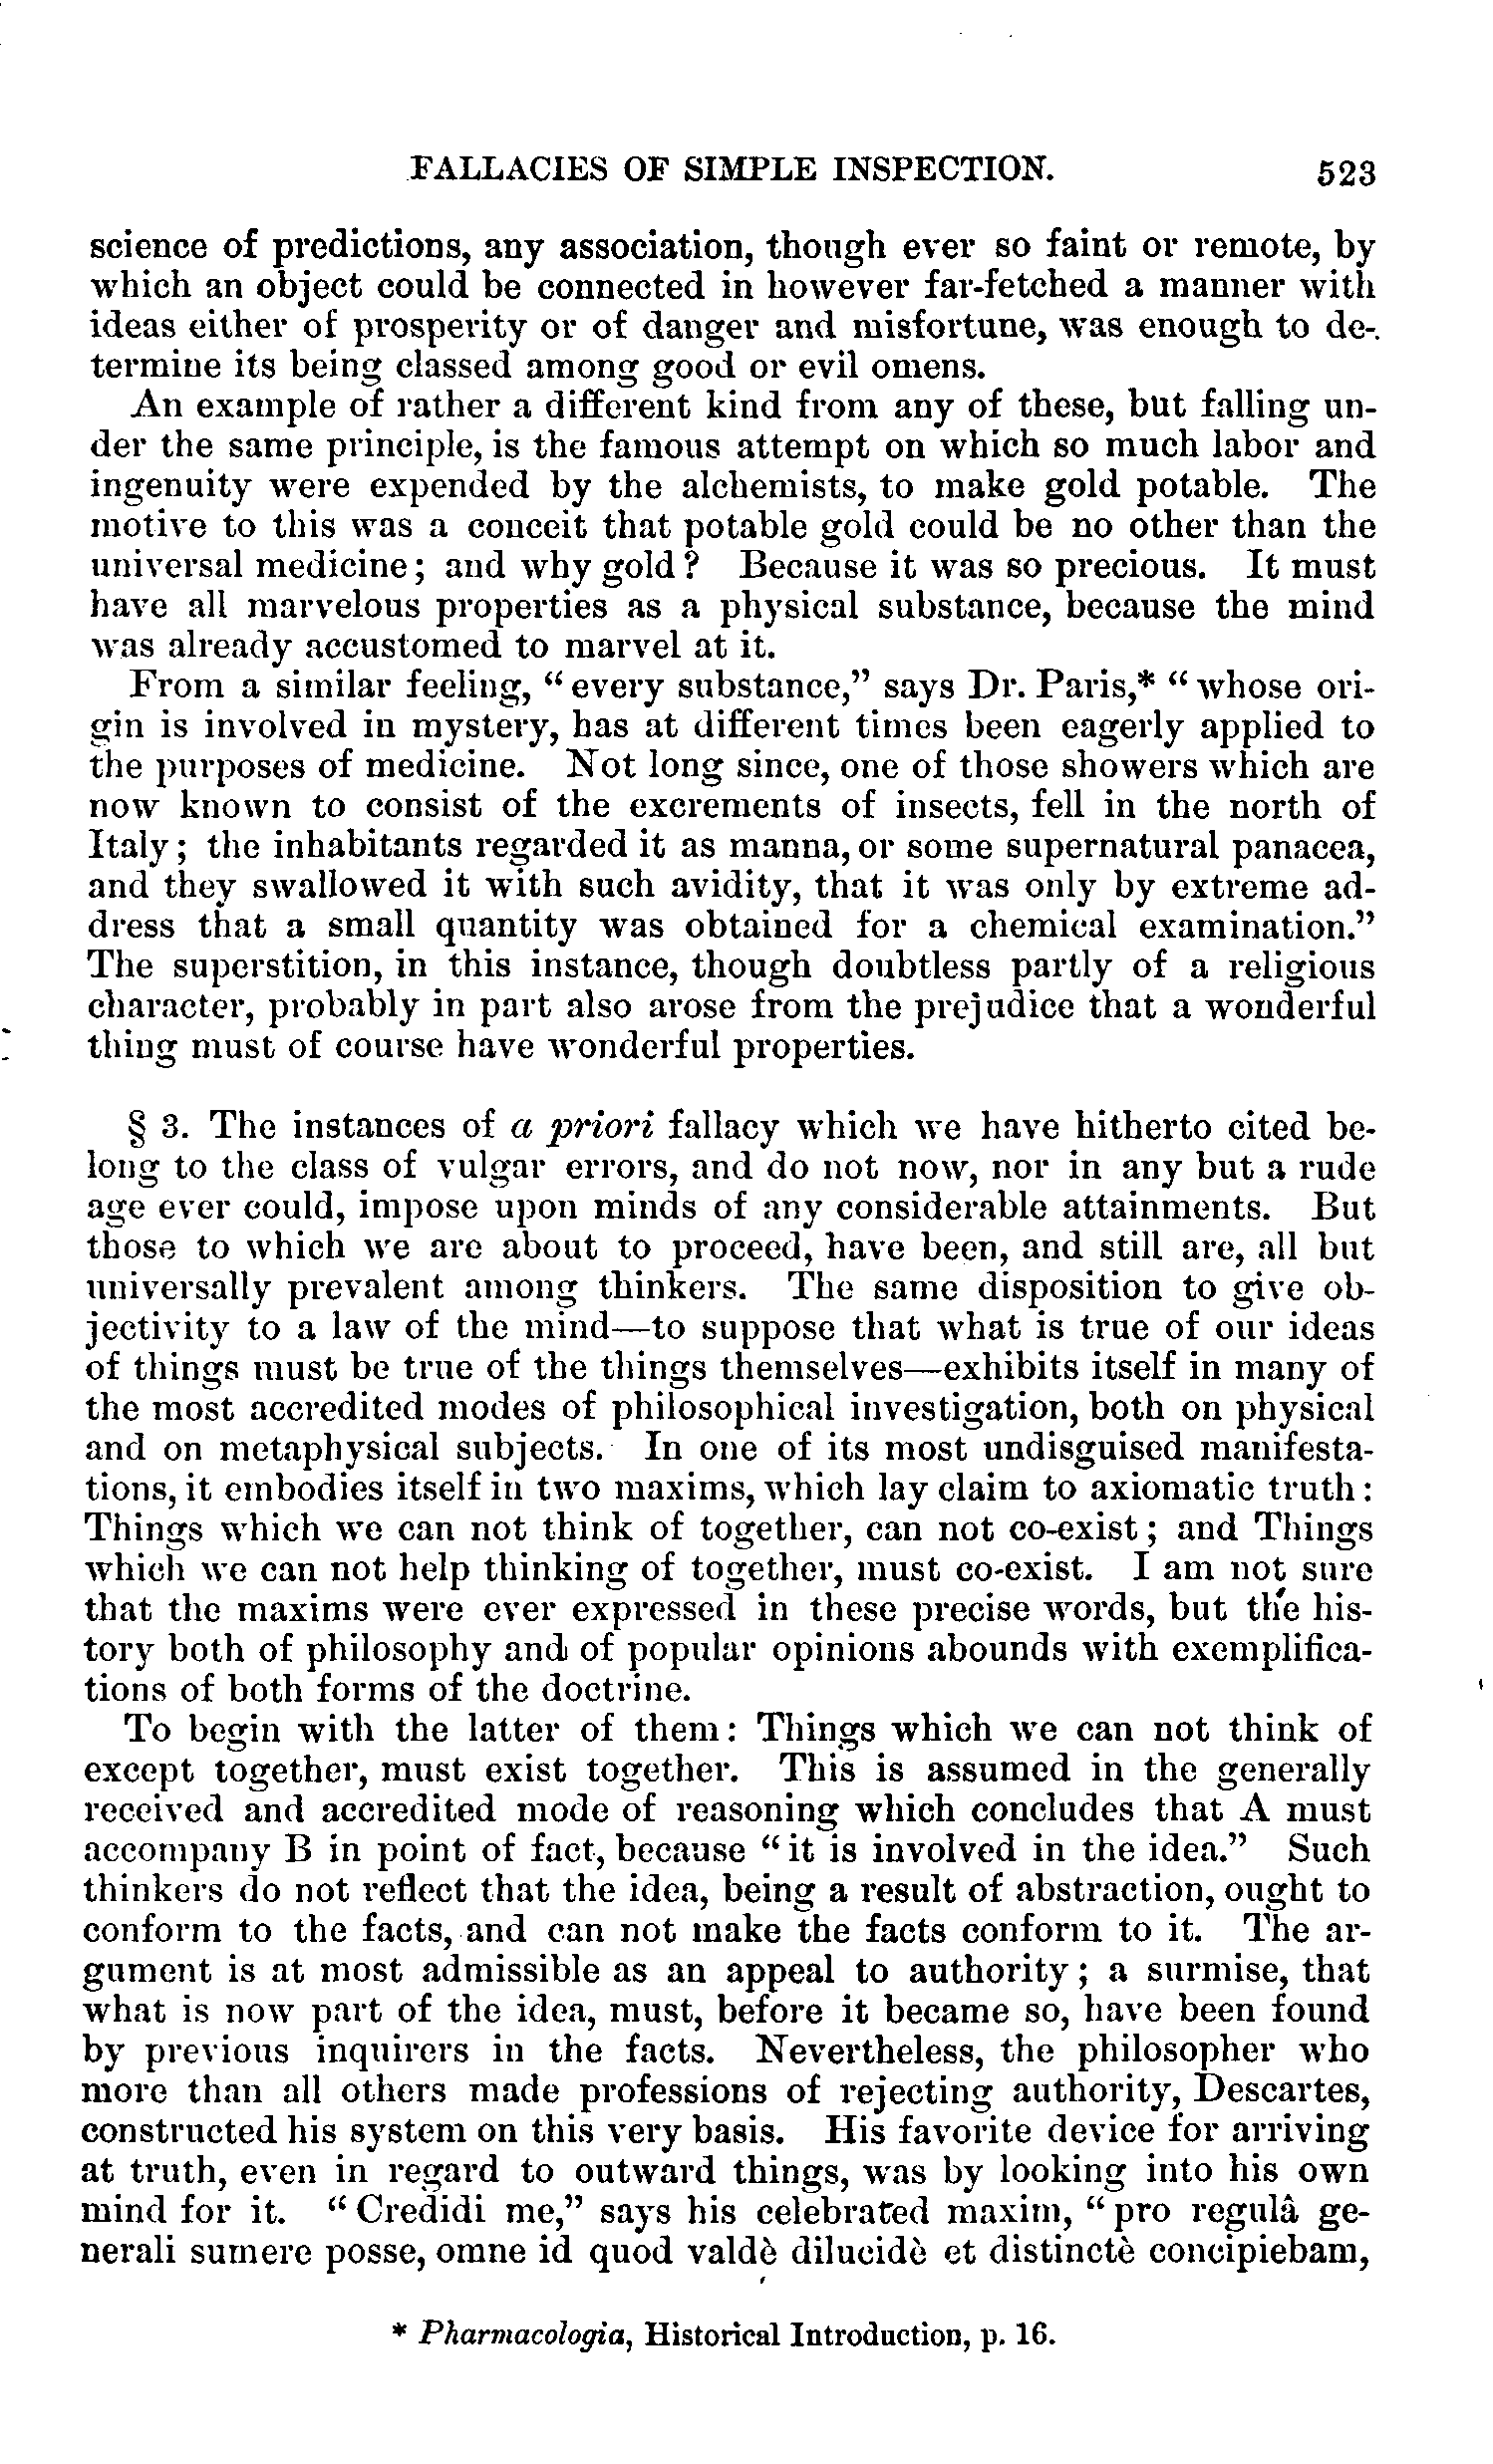 FALLACIES OF SIMPLE INSPECTION. 523
science of predictions, any association, though ever so faint or remote, by
which an object could be connected in however far-fetched a manner with
ideas either of prosperity or of danger and misfortune, was enough to de-
termine its being classed among good or evil omens.
An example of rather a different kind from any of these, but falling un-
der the same principle, is the famous attempt on which so much labor and
ingenuity were expended by the alchemists, to make gold potable. The
motive to this was a conceit that potable gold could be no other than the
universal medicine; and why gold? Because it was so precious. It must
have all marvelous properties as a physical substance, because the mind
was already accustomed to marvel at it.
From a similar feeling, "every substance," says Dr. Paris,* "whose ori-
gin is involved in mystery, has at different times been eagerly applied to
the purposes of medicine. Not long since, one of those showers which are
now known to consist of the excrements of insects, fell in the north of
Italy; the inhabitants regarded it as manna, or some supernatural panacea,
and they swallowed it with such avidity, that it was only by extreme ad-
dress that a small quantity was obtained for a chemical examination."
The superstition, in this instance, though doubtless partly of a religious
character, probably in part also arose from the prejudice that a wonderful
thing must of course have wonderful properties.
§ 3. The instances of a priori fallacy which we have hitherto cited be-
long to the class of vulgar errors, and do not now, nor in any but a rude
age ever could, impose upon minds of any considerable attainments. But
those to which we are about to proceed, have been, and still are, all but
universally prevalent among thinkers. The same disposition to give ob-
jectivity to a law of the mind—to suppose that what is true of our ideas
of things must be true of the things themselves—exhibits itself in many of
the most accredited modes of philosophical investigation, both on physical
and on metaphysical subjects. In one of its most undisguised manifesta-
tions, it embodies itself in two maxims, which lay claim to axiomatic truth:
Things which we can not think of together, can not co-exist; and Things
which we can not help thinking of together, must co-exist. I am not sure
that the maxims were ever expressed in these precise words, but the his-
tory both of philosophy and of popular opinions abounds with exemplifica-
tions of both forms of the doctrine.
To begin with the latter of them: Things which we can not think of
except together, must exist together. This is assumed in the generally
received and accredited mode of reasoning which concludes that A must
accompany B in point of fact, because "it is involved in the idea." Such
thinkers do not reflect that the idea, being a result of abstraction, ought to
conform to the facts, and can not make the facts conform to it. The ar-
gument is at most admissible as an appeal to authority; a surmise, that
what is now part of the idea, must, before it became so, have been found
by previous inquirers in the facts. Nevertheless, the philosopher who
more than all others made professions of rejecting authority, Descartes,
constructed his system on this very basis. His favorite device for arriving
at truth, even in regard to outward things, was by looking into his own
mind for it. "Credidi me," says his celebrated maxim, "pro regulâ ge-
nerali sumere posse, omne id quod valdè dilucidè et distinctè concipiebam,
* Pharmacologia, Historical Introduction, p. 16.